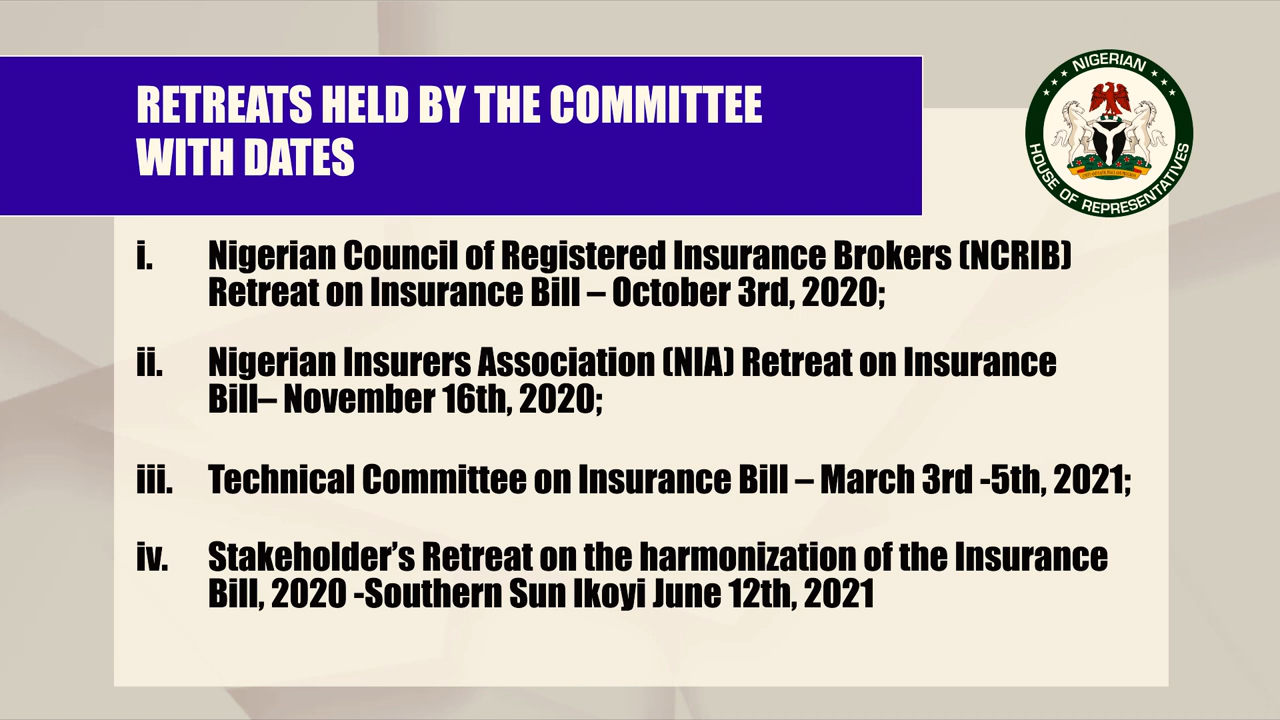 RETREATS HELD BY THE COMMITTEE
WITH DATES
NIGERIAN
HOUSE OF REPRESENTATIVES
i. Nigerian Council of Registered Insurance Brokers (NCRIB)
Retreat on Insurance Bill – October 3rd, 2020;
ii. Nigerian Insurers Association (NIA) Retreat on Insurance
Bill– November 16th, 2020;
iii. Technical Committee on Insurance Bill – March 3rd -5th, 2021;
iv. Stakeholder’s Retreat on the harmonization of the Insurance
Bill, 2020 -Southern Sun Ikoyi June 12th, 2021